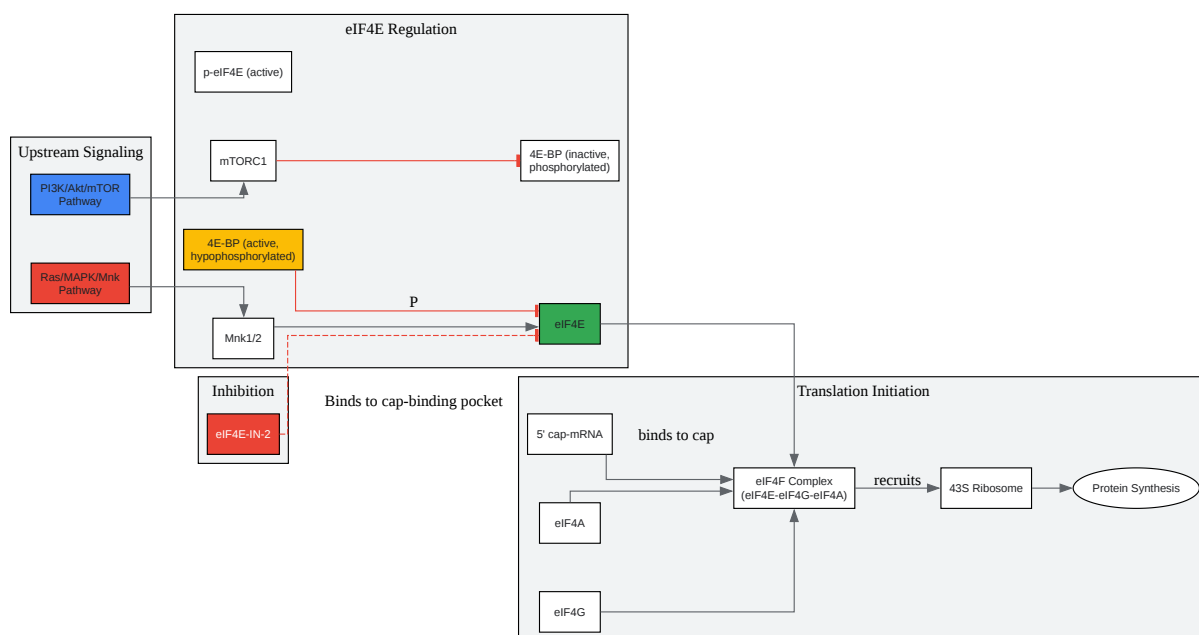 eIF4E Regulation
p-eIF4E (active)
Upstream Signaling
mTORC1
4E-BP (inactive,
phosphorylated)
PI3K/Akt/mTOR
Pathway
4E-BP (active,
hypophosphorylated)
Ras/MAPK/Mnk
Pathway
P
Mnk1/2
eIF4E
Inhibition
eIF4E-IN-2
Binds to cap-binding pocket
Translation Initiation
5' cap-mRNA
binds to cap
eIF4F Complex
(eIF4E-eIF4G-eIF4A)
recruits
43S Ribosome
Protein Synthesis
eIF4A
eIF4G